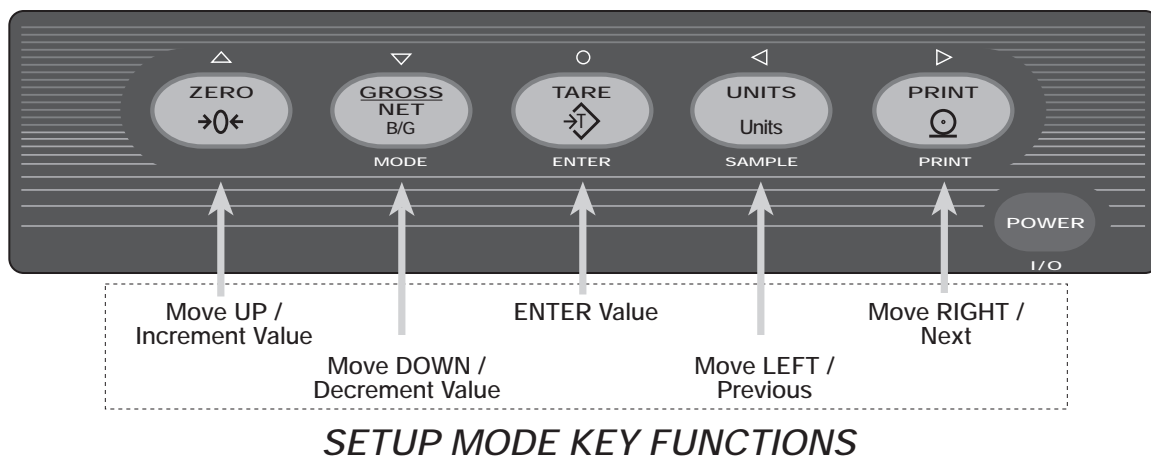 ZERO
→0←
GROSS
NET
B/G
MODE
TARE
T
ENTER
UNITS
Units
SAMPLE
PRINT
PRINT
POWER
I/O
Move UP /
Increment Value
Move DOWN /
Decrement Value
ENTER Value
Move LEFT /
Previous
Move RIGHT /
Next
SETUP MODE KEY FUNCTIONS